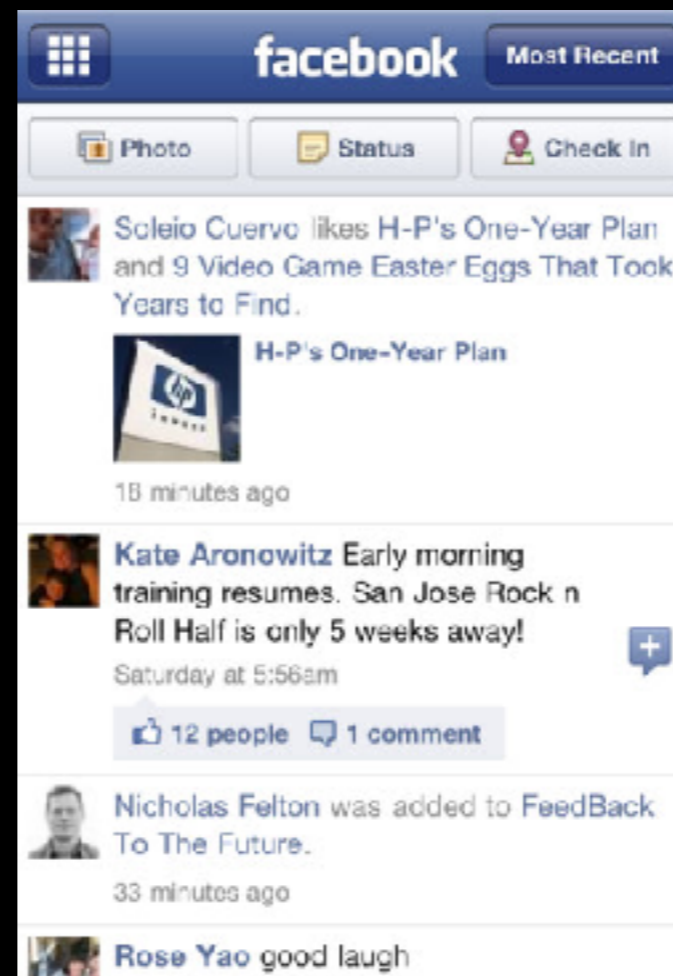 facebook
Most Recent
Photo
Status
Check In
Soleio Cuervo likes H-P's One-Year Plan
and 9 Video Game Easter Eggs That Took
Years to Find.
H-P's One-Year Plan
hp
invent
18 minutes ago
Kate Aronowitz Early morning
training resumes. San Jose Rock n
Roll Half is only 5 weeks away!
Saturday at 5:56am
12 people 1 comment
Nicholas Felton was added to FeedBack
To The Future.
33 minutes ago
Rose Yao good laugh